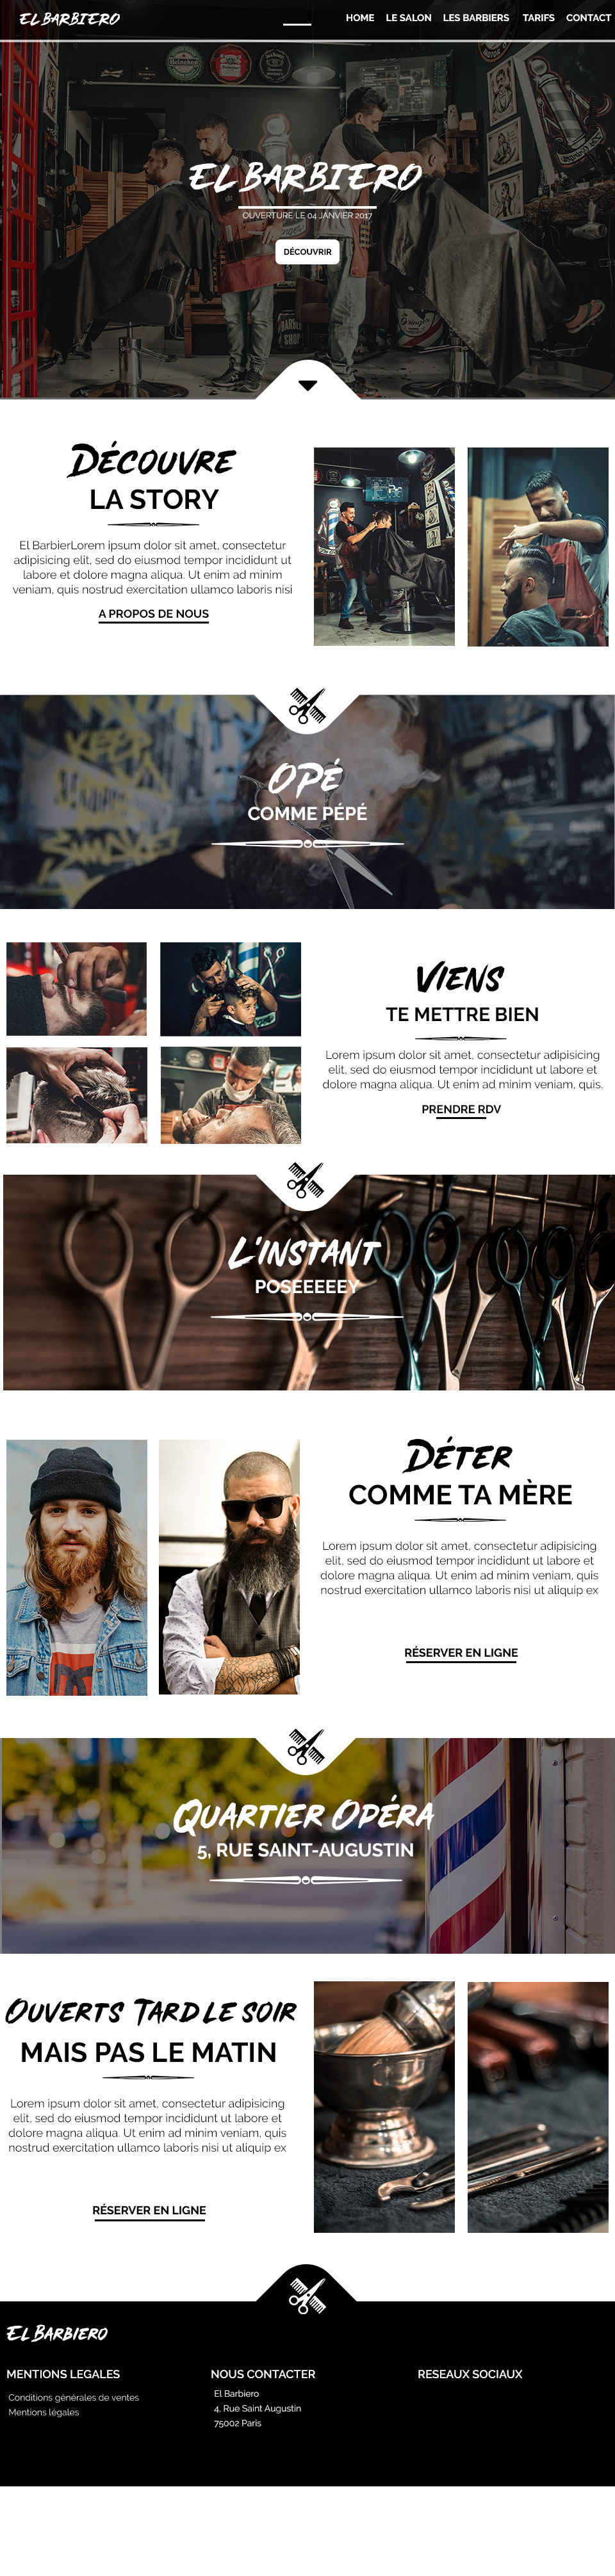 EL BARBIERO
HOME LE SALON LES BARBIERS TARIFS CONTACT
Heineken
EL BARBIERO
OUVERTURE LE 04 JANVIER 2017
DÉCOUVRIR
BARBER
SHOP
DÉCOUVRE
LA STORY
El BarbierLorem ipsum dolor sit amet, consectetur
adipisicing elit, sed do eiusmod tempor incididunt ut
labore et dolore magna aliqua. Ut enim ad minim
veniam, quis nostrud exercitation ullamco laboris nisi
A PROPOS DE NOUS
OPÉ
COMME PÉPÉ
VIENS
TE METTRE BIEN
Lorem ipsum dolor sit amet, consectetur adipisicing
elit, sed do eiusmod tempor incididunt ut labore et
dolore magna aliqua. Ut enim ad minim veniam, quis.
PRENDRE RDV
L'INSTANT
POSEEEEEY
DÉTER
COMME TA MÈRE
Lorem ipsum dolor sit amet, consectetur adipisicing
elit, sed do eiusmod tempor incididunt ut labore et
dolore magna aliqua. Ut enim ad minim veniam, quis
nostrud exercitation ullamco laboris nisi ut aliquip ex
RÉSERVER EN LIGNE
QUARTIER OPÉRA
5, RUE SAINT-AUGUSTIN
OUVERTS TARD LE SOIR
MAIS PAS LE MATIN
Lorem ipsum dolor sit amet, consectetur adipisicing
elit, sed do eiusmod tempor incididunt ut labore et
dolore magna aliqua. Ut enim ad minim veniam, quis
nostrud exercitation ullamco laboris nisi ut aliquip ex
RÉSERVER EN LIGNE
EL BARBIERO
MENTIONS LEGALES
Conditions générales de ventes
Mentions légales
NOUS CONTACTER
El Barbiero
4, Rue Saint Augustin
75002 Paris
RESEAUX SOCIAUX